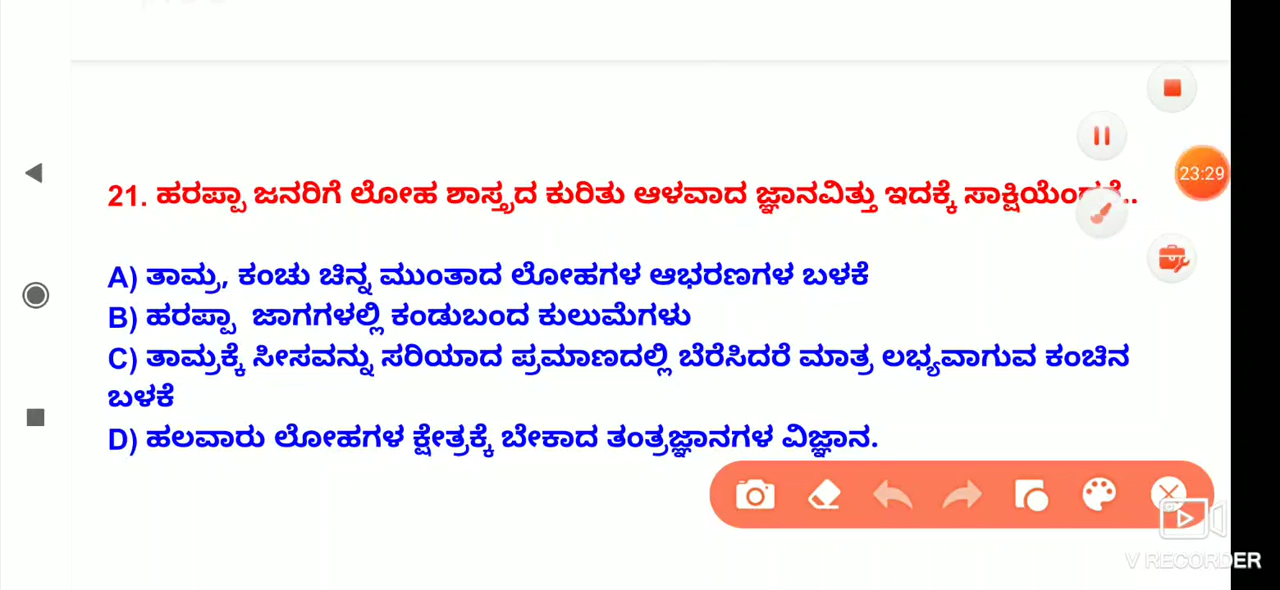 23:29
21. ಹರಪ್ಪಾ ಜನರಿಗೆ ಲೋಹ ಶಾಸ್ತ್ರದ ಕುರಿತು ಆಳವಾದ ಜ್ಞಾನವಿತ್ತು ಇದಕ್ಕೆ
A) ತಾಮ್ರ, ಕಂಚು ಚಿನ್ನ ಮುಂತಾದ ಲೋಹಗಳ ಆಭರಣಗಳ ಬಳಕೆ
B) ಹರಪ್ಪಾ ಜಾಗಗಳಲ್ಲಿ ಕಂಡುಬಂದ ಕುಲುಮೆಗಳು
C) ತಾಮ್ರಕ್ಕೆ ಸೀಸವನ್ನು ಸರಿಯಾದ ಪ್ರಮಾಣದಲ್ಲಿ ಬೆರೆಸಿದರೆ ಮಾತ್ರ ಲಭ್ಯವಾಗುವ ಕಂಚಿನ
ಬಳಕೆ
D) ಹಲವಾರು ಲೋಹಗಳ ಕ್ಷೇತ್ರಕ್ಕೆ ಬೇಕಾದ ತಂತ್ರಜ್ಞಾನಗಳ ವಿಜ್ಞಾನ.
V RECORDER